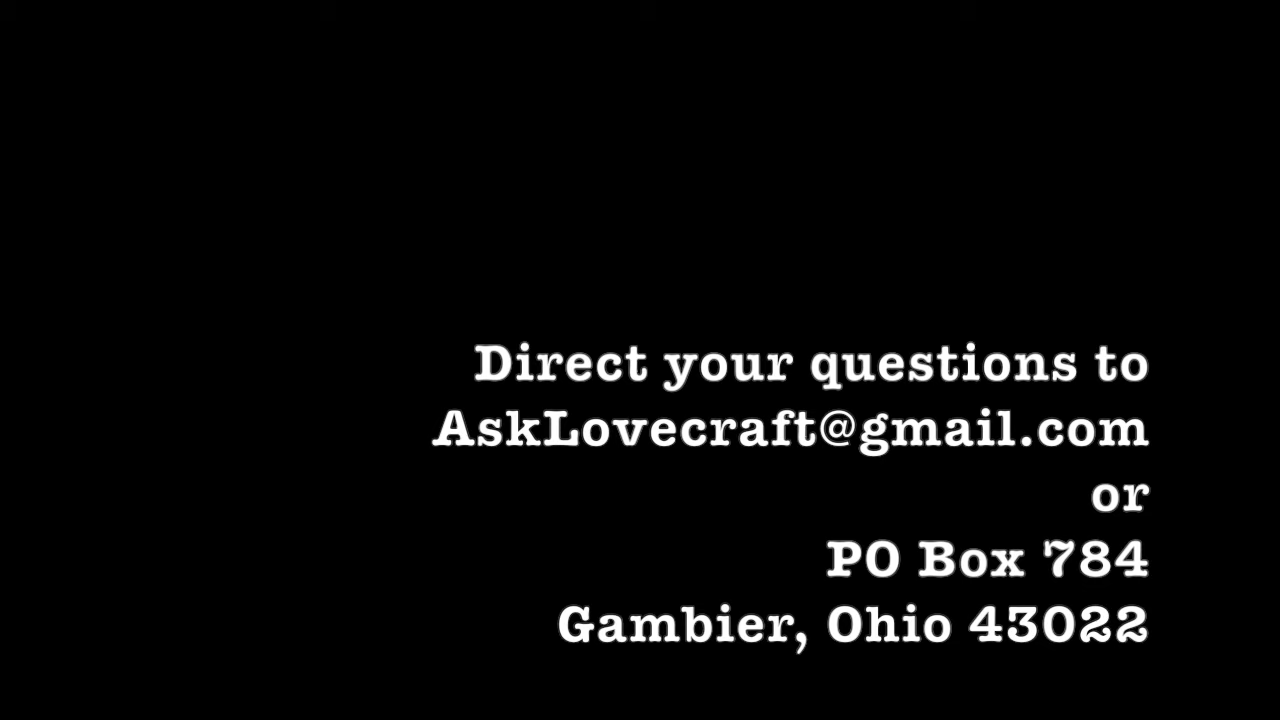 Direct your questions to
AskLovecraft@gmail.com
or
PO Box 784
Gambier, Ohio 43022